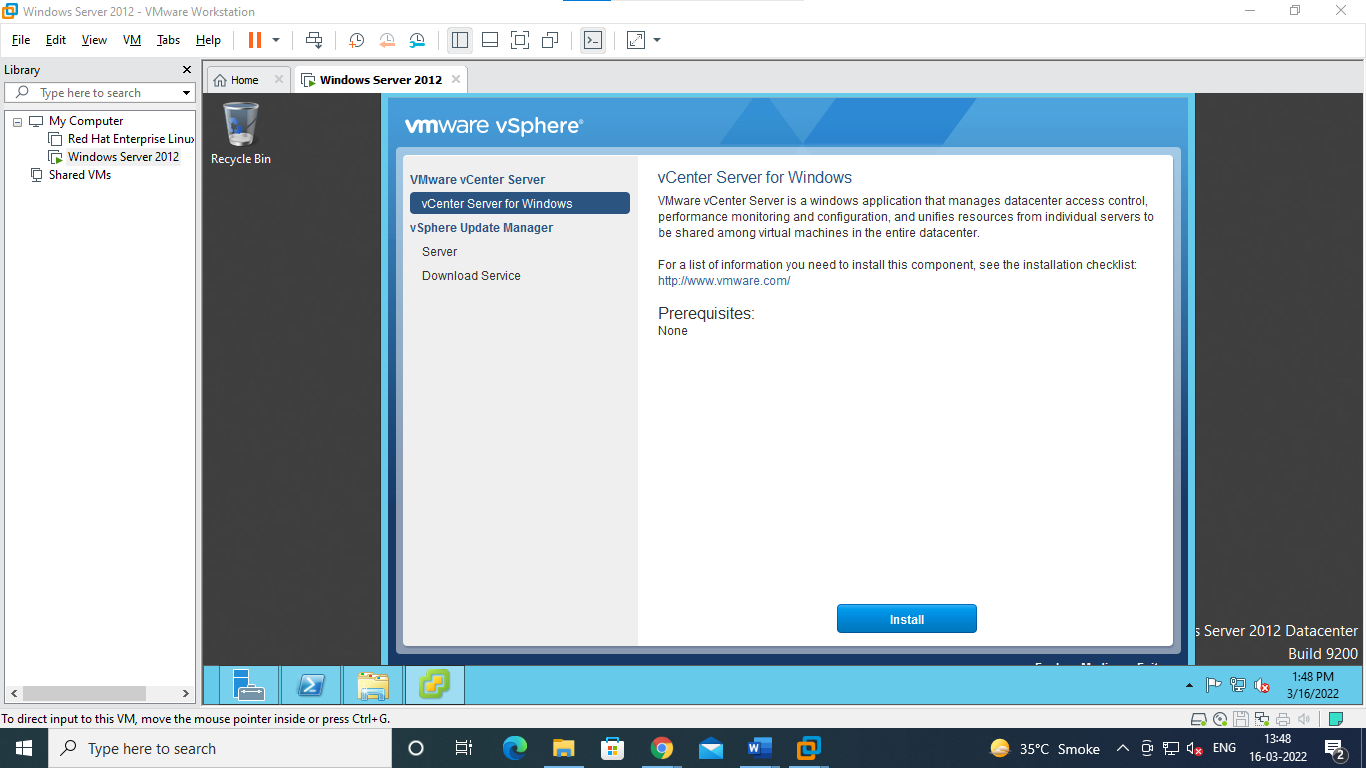 Windows Server 2012 - VMware Workstation
File Edit View VM Tabs Help
Library
Type here to search
My Computer
Red Hat Enterprise Linux
Windows Server 2012
Shared VMs
Home
Windows Server 2012
Recycle Bin
vmware vSphere®
VMware vCenter Server
vCenter Server for Windows
vSphere Update Manager
Server
Download Service
vCenter Server for Windows
VMware vCenter Server is a windows application that manages datacenter access control,
performance monitoring and configuration, and unifies resources from individual servers to
be shared among virtual machines in the entire datacenter.
For a list of information you need to install this component, see the installation checklist:
http://www.vmware.com/
Prerequisites:
None
Install
s Server 2012 Datacenter
Build 9200
1:48 PM
3/16/2022
To direct input to this VM, move the mouse pointer inside or press Ctrl+G.
Type here to search
35°C Smoke
ENG
13:48
16-03-2022
2